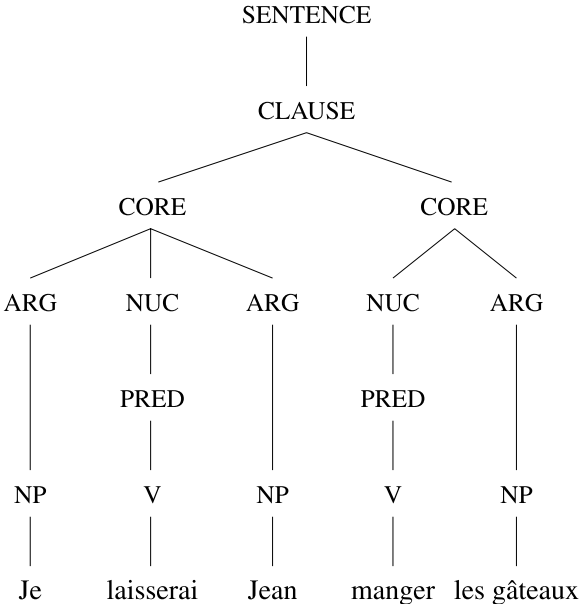 SENTENCE
CLAUSE
CORE CORE
ARG NUC ARG NUC ARG
PRED PRED
NP V NP V NP
Je laisserai Jean manger les gâteaux